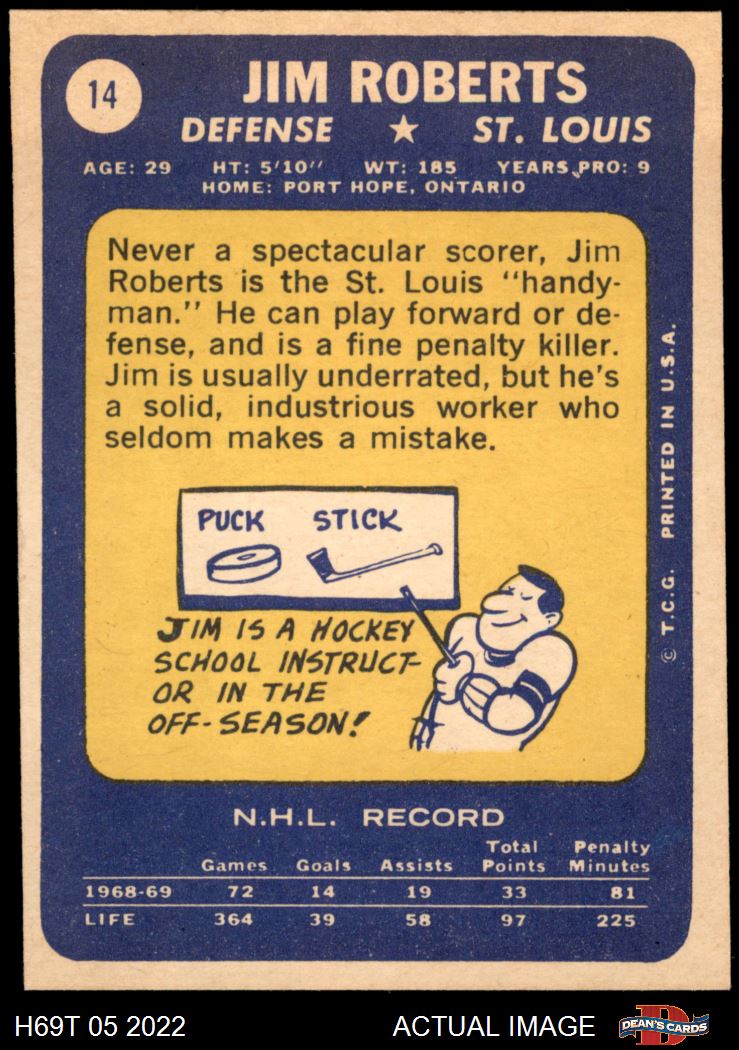 14
JIM ROBERTS
DEFENSE ★ ST. LOUIS
AGE: 29 HT: 5'10'' WT: 185 YEARS PRO: 9
HOME: PORT HOPE, ONTARIO
Never a spectacular scorer, Jim
Roberts is the St. Louis "handy-
man." He can play forward or de-
fense, and is a fine penalty killer.
Jim is usually underrated, but he's
a solid, industrious worker who
seldom makes a mistake.
PUCK STICK
JIM IS A HOCKEY
SCHOOL INSTRUCT-
OR IN THE
OFF-SEASON!
© T.C.G. PRINTED IN U.S.A.
N.H.L. RECORD
Games Goals Assists Total Points Penalty Minutes
1968-69 72 14 19 33 81
LIFE 364 39 58 97 225
H69T 05 2022 ACTUAL IMAGE
D
DEAN'S CARDS